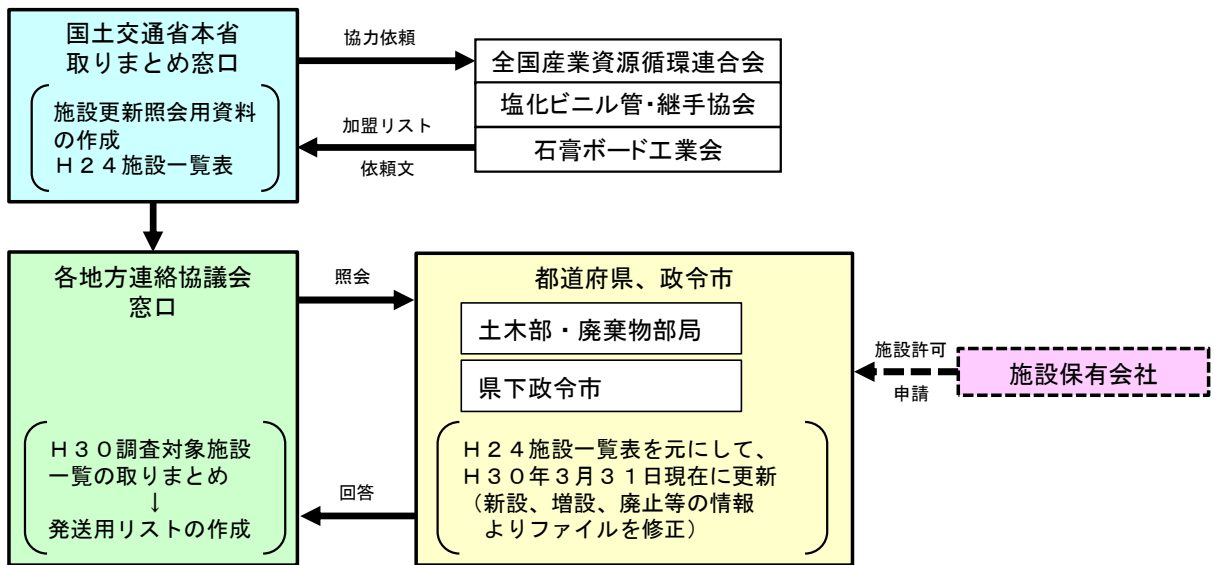 国土交通省本省
取りまとめ窓口
施設更新照会用資料
の作成
Ｈ２４施設一覧表
協力依頼
加盟リスト
依頼文
全国産業資源循環連合会
塩化ビニル管・継手協会
石膏ボード工業会
各地方連絡協議会
窓口
Ｈ３０調査対象施設
一覧の取りまとめ
↓
発送用リストの作成
照会
回答
都道府県、政令市
土木部・廃棄物部局
県下政令市
Ｈ２４施設一覧表を元にして、
Ｈ３０年３月３１日現在に更新
（新設、増設、廃止等の情報
よりファイルを修正）
施設許可
申請
施設保有会社